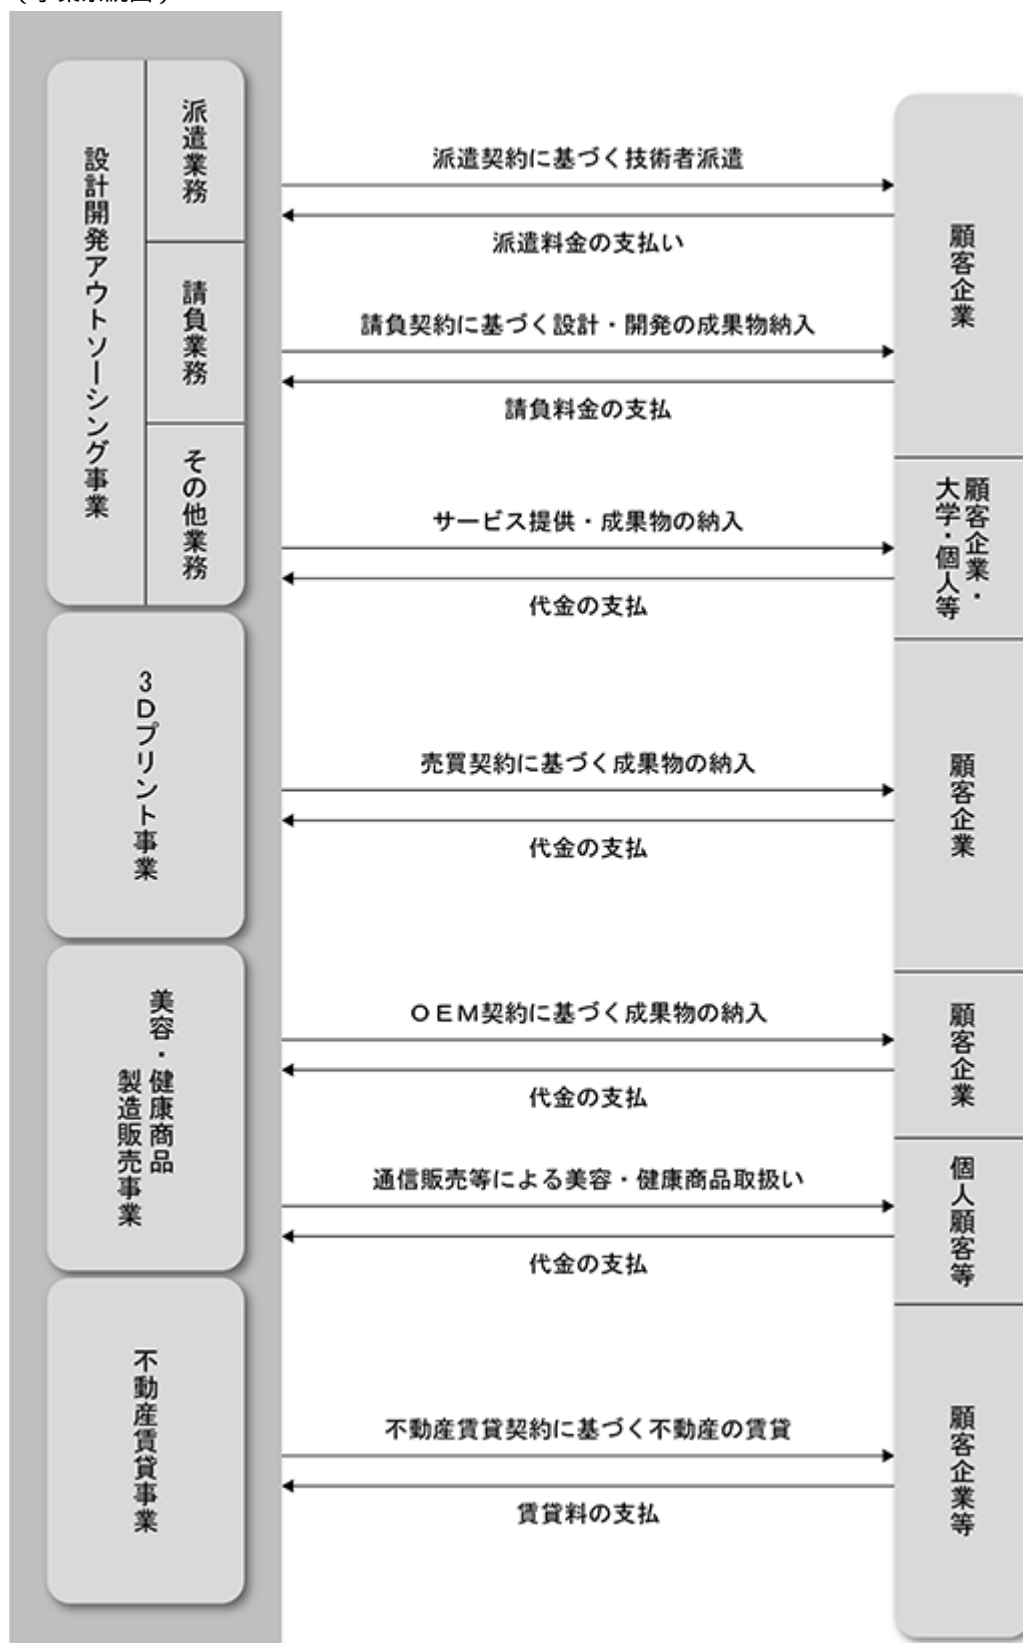 設計開発アウトソーシング事業
派遣業務
派遣契約に基づく技術者派遣
派遣料金の支払い
請負業務
請負契約に基づく設計・開発の成果物納入
請負料金の支払
顧客企業
その他業務
サービス提供・成果物の納入
代金の支払
顧客企業・
大学・個人等
3Dプリント事業
売買契約に基づく成果物の納入
代金の支払
顧客企業
美容・健康商品
製造販売事業
OEM契約に基づく成果物の納入
代金の支払
顧客企業
通信販売等による美容・健康商品取扱い
代金の支払
個人顧客等
不動産賃貸事業
不動産賃貸契約に基づく不動産の賃貸
賃貸料の支払
顧客企業等